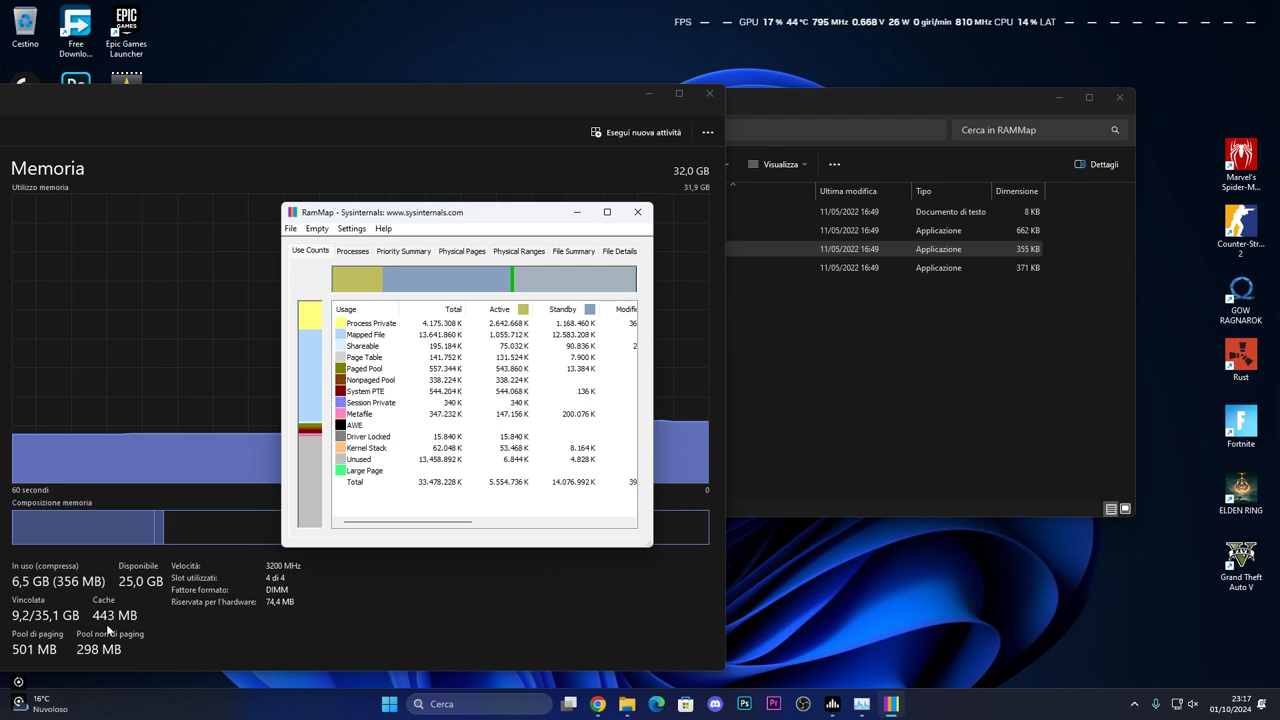 Cestino
Free Downlo...
EPIC GAMES
Epic Games Launcher
FPS — — GPU 17 % 44 °C 795 MHz 0.668 V 26 W 0 giri/min 810 MHz CPU 14 % LAT — — — — — — — —
Esegui nuova attività
Memoria
32,0 GB
Utilizzo memoria
31,9 GB
Cerca in RAMMap
Visualizza
Dettagli
Ultima modifica Tipo Dimensione
11/05/2022 16:49 Documento di testo 8 KB
11/05/2022 16:49 Applicazione 662 KB
11/05/2022 16:49 Applicazione 355 KB
11/05/2022 16:49 Applicazione 371 KB
RamMap - Sysinternals: www.sysinternals.com
File Empty Settings Help
Use Counts Processes Priority Summary Physical Pages Physical Ranges File Summary File Details
Usage Total Active Standby Modifie
Process Private 4.175.308 K 2.642.668 K 1.168.460 K 36
Mapped File 13.641.860 K 1.055.712 K 12.583.208 K
Shareable 195.184 K 75.032 K 90.836 K 2
Page Table 141.752 K 131.524 K 7.900 K
Paged Pool 557.344 K 543.860 K 13.384 K
Nonpaged Pool 338.224 K 338.224 K
System PTE 544.204 K 544.068 K 136 K
Session Private 340 K 340 K
Metafile 347.232 K 147.156 K 200.076 K
AWE
Driver Locked 15.840 K 15.840 K
Kernel Stack 62.048 K 53.468 K 8.164 K
Unused 13.458.892 K 6.844 K 4.828 K
Large Page
Total 33.478.228 K 5.554.736 K 14.076.992 K 39
60 secondi
0
Composizione memoria
In uso (compressa) Disponibile
6,5 GB (356 MB) 25,0 GB
Vincolata Cache
9,2/35,1 GB 443 MB
Pool di paging Pool non di paging
501 MB 298 MB
Velocità: 3200 MHz
Slot utilizzati: 4 di 4
Fattore formato: DIMM
Riservata per l'hardware: 74,4 MB
Marvel's Spider-M...
Counter-Str... 2
GOW RAGNAROK
Rust
Fortnite
ELDEN RING
Grand Theft Auto V
16°C
Nuvoloso
Cerca
23:17
01/10/2024